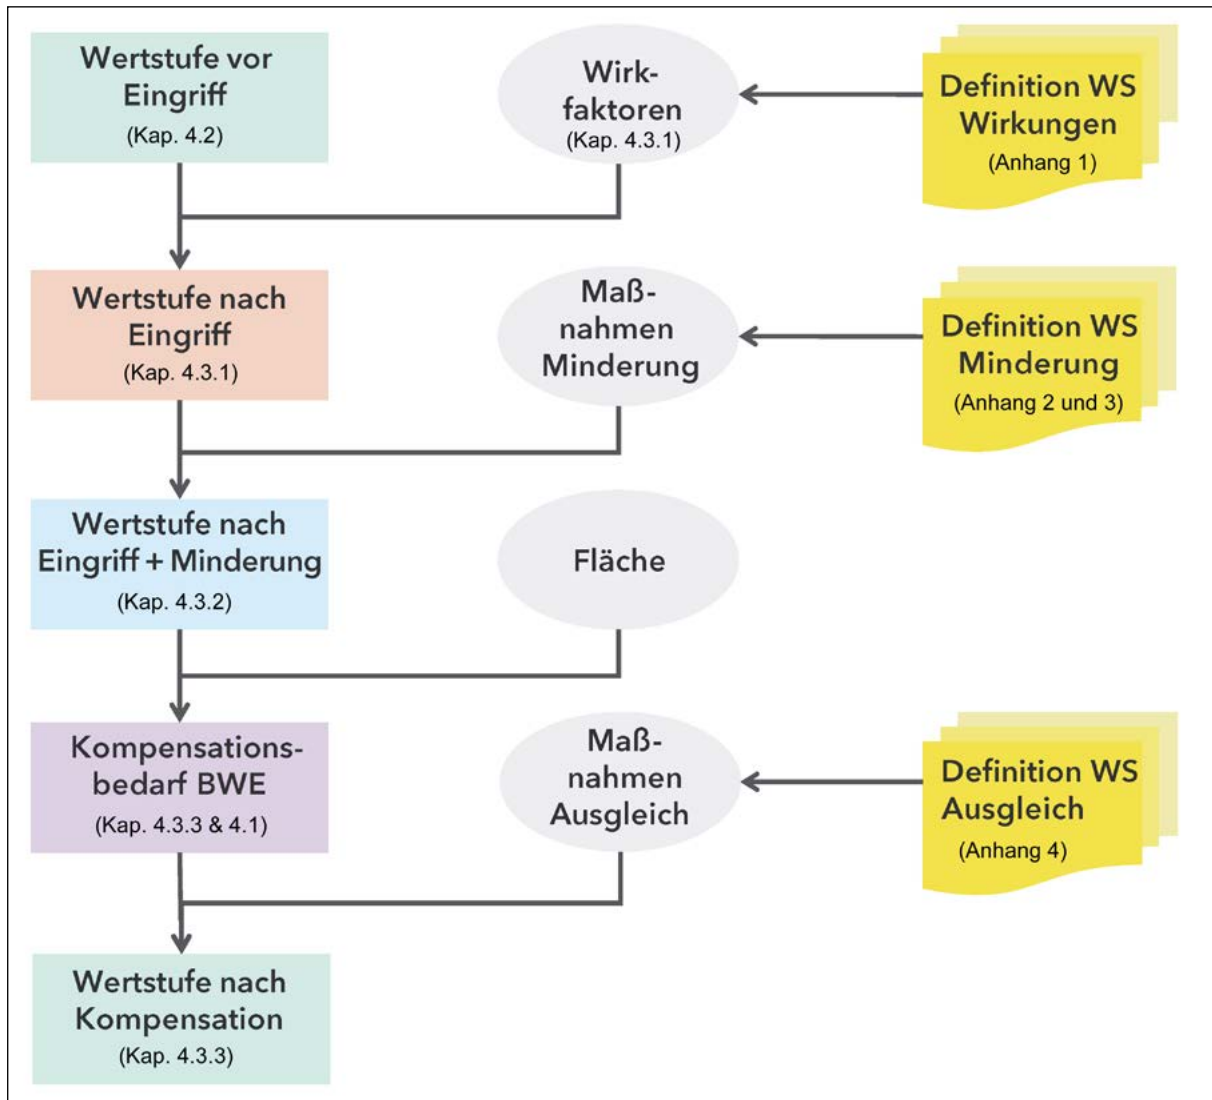 Wertstufe vor
Eingriff
(Kap. 4.2)
Wirk-
faktoren
(Kap. 4.3.1)
Definition WS
Wirkungen
(Anhang 1)
Wertstufe nach
Eingriff
(Kap. 4.3.1)
Maß-
nahmen
Minderung
Definition WS
Minderung
(Anhang 2 und 3)
Wertstufe nach
Eingriff + Minderung
(Kap. 4.3.2)
Fläche
Kompensations-
bedarf BWE
(Kap. 4.3.3 & 4.1)
Maß-
nahmen
Ausgleich
Definition WS
Ausgleich
(Anhang 4)
Wertstufe nach
Kompensation
(Kap. 4.3.3)